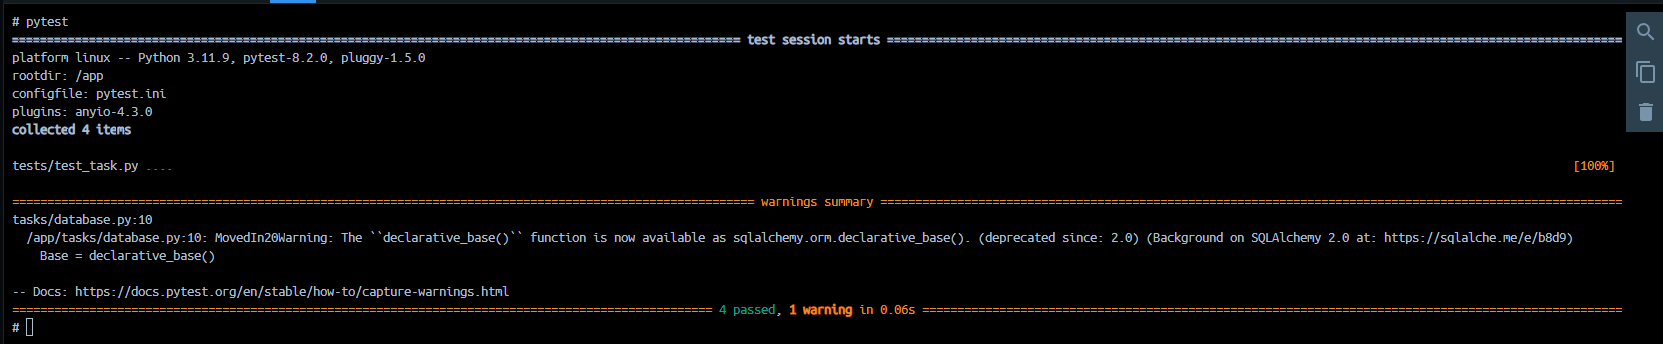 # pytest
======================================================================================================== test session starts =========================================================================================================
platform linux -- Python 3.11.9, pytest-8.2.0, pluggy-1.5.0
rootdir: /app
configfile: pytest.ini
plugins: anyio-4.3.0
collected 4 items
tests/test_task.py .... [100%]
========================================================================================================== warnings summary ==========================================================================================================
tasks/database.py:10
/app/tasks/database.py:10: MovedIn20Warning: The ``declarative_base()`` function is now available as sqlalchemy.orm.declarative_base(). (deprecated since: 2.0) (Background on SQLAlchemy 2.0 at: https://sqlalche.me/e/b8d9)
Base = declarative_base()
-- Docs: https://docs.pytest.org/en/stable/how-to/capture-warnings.html
==================================================================================================== 4 passed, 1 warning in 0.06s ====================================================================================================
#